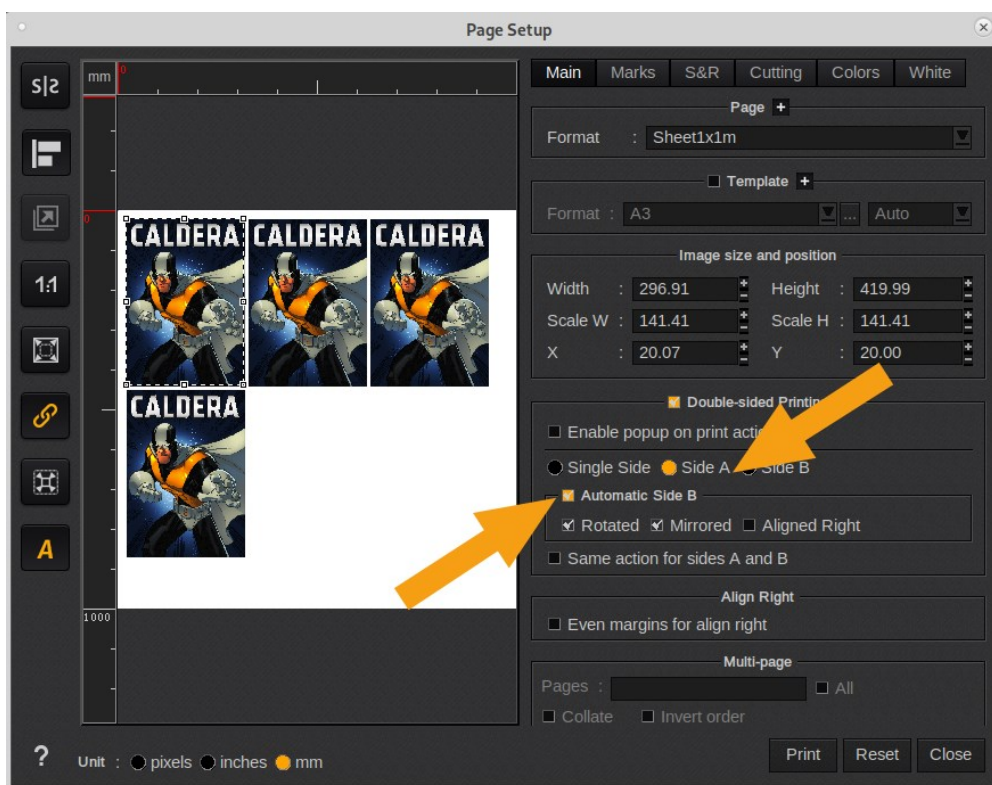 Page Setup
S|S
mm
0
0
1000
1:1
A
CALDERA CALDERA CALDERA
CALDERA
Main Marks S&R Cutting Colors White
Page +
Format : Sheet1x1m
Template +
Format : A3 ... Auto
Image size and position
Width : 296.91 Height : 419.99
Scale W : 141.41 Scale H : 141.41
X : 20.07 Y : 20.00
Double-sided Printin
Enable popup on print actio
Single Side Side A Side B
Automatic Side B
Rotated Mirrored Aligned Right
Same action for sides A and B
Align Right
Even margins for align right
Multi-page
Pages : All
Collate Invert order
? Unit : pixels inches mm
Print Reset Close